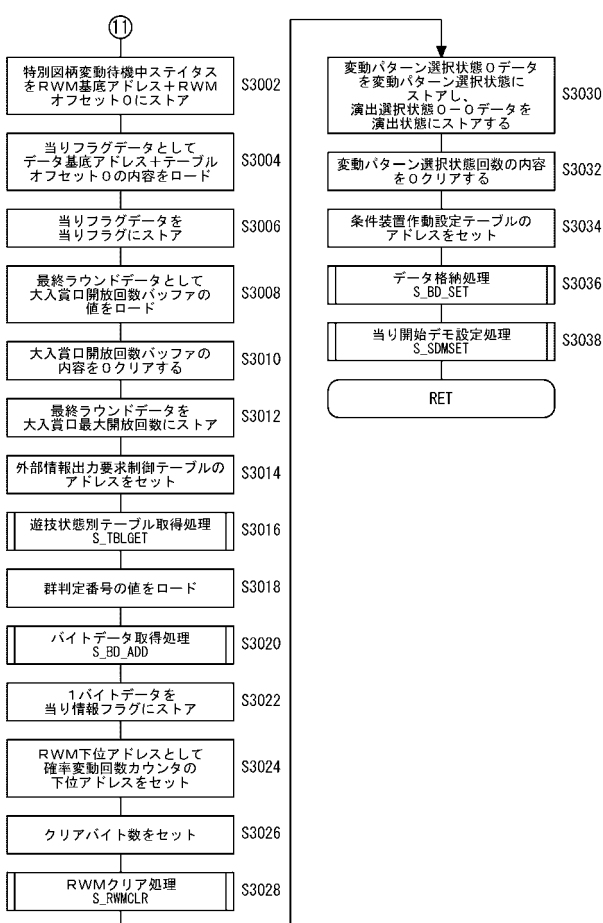 ⑪
特別図柄変動待機中ステイタス
をRWM基底アドレス+RWM
オフセット0にストア
S3002
当りフラグデータとして
データ基底アドレス+テーブル
オフセット0の内容をロード
S3004
当りフラグデータを
当りフラグにストア
S3006
最終ラウンドデータとして
大入賞口開放回数バッファの
値をロード
S3008
大入賞口開放回数バッファの
内容を0クリアする
S3010
最終ラウンドデータを
大入賞口最大開放回数にストア
S3012
外部情報出力要求制御テーブルの
アドレスをセット
S3014
遊技状態別テーブル取得処理
S_TBLGET
S3016
群判定番号の値をロード
S3018
バイトデータ取得処理
S_BD_ADD
S3020
1バイトデータを
当り情報フラグにストア
S3022
RWM下位アドレスとして
確率変動回数カウンタの
下位アドレスをセット
S3024
クリアバイト数をセット
S3026
RWMクリア処理
S_RWMCLR
S3028
変動パターン選択状態0データ
を変動パターン選択状態に
ストアし、
演出選択状態0-0データを
演出状態にストアする
S3030
変動パターン選択状態回数の内容
を0クリアする
S3032
条件装置作動設定テーブルの
アドレスをセット
S3034
データ格納処理
S_BD_SET
S3036
当り開始デモ設定処理
S_SDMSET
S3038
RET